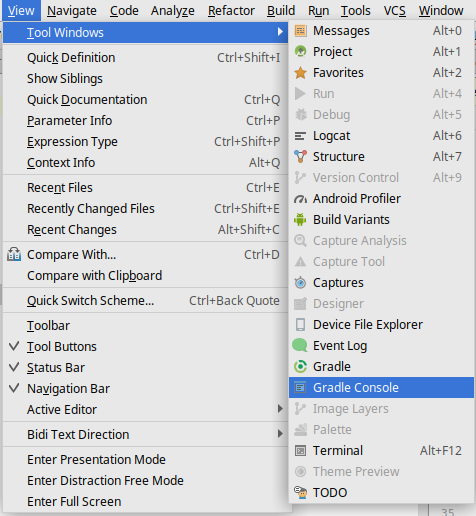 View Navigate Code Analyze Refactor Build Run Tools VCS Window
Tool Windows
Quick Definition Ctrl+Shift+I
Show Siblings
Quick Documentation Ctrl+Q
Parameter Info Ctrl+P
Expression Type Ctrl+Shift+P
Context Info Alt+Q
Recent Files Ctrl+E
Recently Changed Files Ctrl+Shift+E
Recent Changes Alt+Shift+C
Compare With... Ctrl+D
Compare with Clipboard
Quick Switch Scheme... Ctrl+Back Quote
Toolbar
Tool Buttons
Status Bar
Navigation Bar
Active Editor
Bidi Text Direction
Enter Presentation Mode
Enter Distraction Free Mode
Enter Full Screen
Messages Alt+0
Project Alt+1
Favorites Alt+2
Run Alt+4
Debug Alt+5
Logcat Alt+6
Structure Alt+7
Version Control Alt+9
Android Profiler
Build Variants
Capture Analysis
Capture Tool
Captures
Designer
Device File Explorer
Event Log
Gradle
Gradle Console
Image Layers
Palette
Terminal Alt+F12
Theme Preview
TODO
35